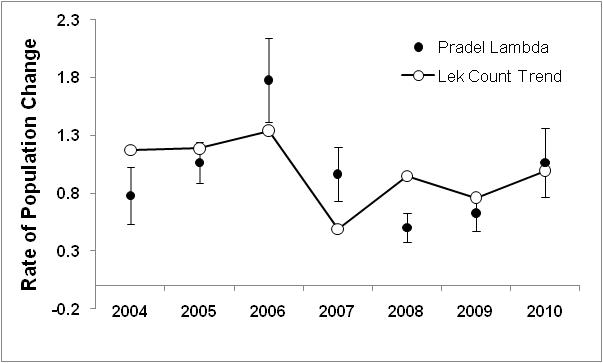 Rate of Population Change
2.3
1.8
1.3
0.8
0.3
-0.2
Pradel Lambda
Lek Count Trend
2004 2005 2006 2007 2008 2009 2010